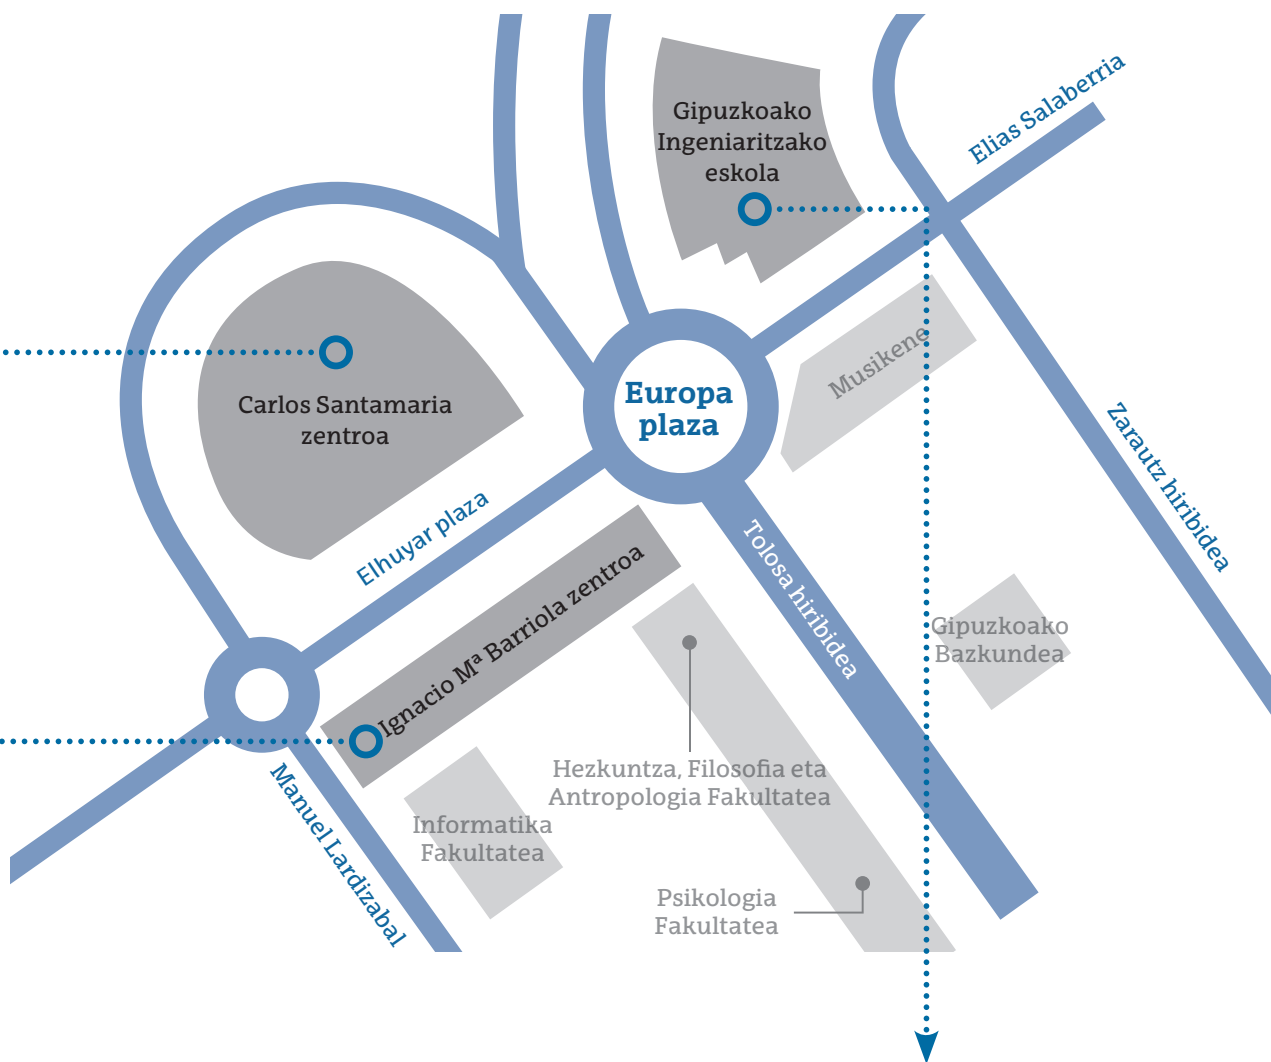 Gipuzkoako
Ingeniaritzako
eskola
Elias Salaberria
Musikene
Europa
plaza
Carlos Santamaria
zentroa
Zarautz hiribidea
Elhuyar plaza
Tolosa hiribidea
Ignacio Mª Barriola zentroa
Gipuzkoako
Bazkundea
Hezkuntza, Filosofia eta
Antropologia Fakultatea
Manuel Lardizabal
Informatika
Fakultatea
Psikologia
Fakultatea